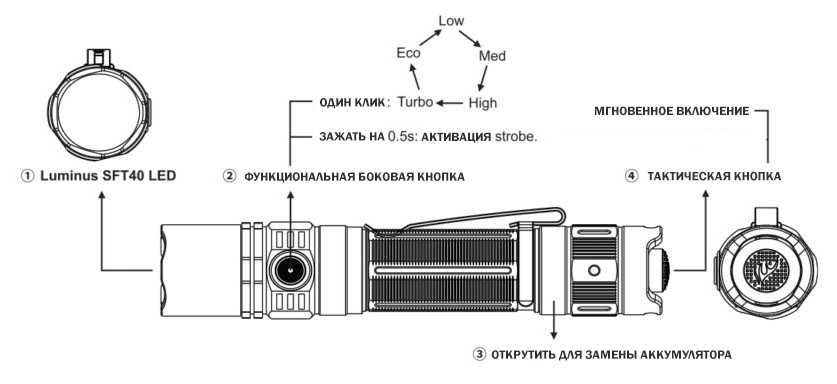 Low
Eco
Med
ОДИН КЛИК: Turbo
High
МГНОВЕННОЕ ВКЛЮЧЕНИЕ
ЗАЖАТЬ НА 0.5s: АКТИВАЦИЯ strobe.
① Luminus SFT40 LED
② ФУНКЦИОНАЛЬНАЯ БОКОВАЯ КНОПКА
④ ТАКТИЧЕСКАЯ КНОПКА
③ ОТКРУТИТЬ ДЛЯ ЗАМЕНЫ АККУМУЛЯТОРА